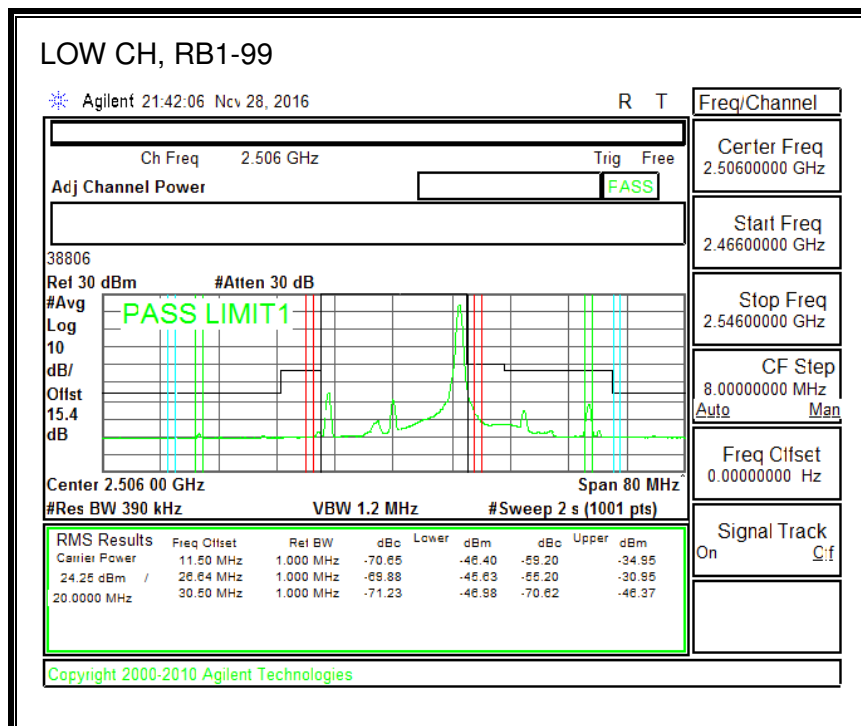 LOW CH, RB1-99
Agilent 21:42:06 Nov 28, 2016 R T
Freq/Channel
Ch Freq 2.506 GHz Trig Free
Adj Channel Power PASS
Center Freq
2.50600000 GHz
Start Freq
2.46600000 GHz
Stop Freq
2.54600000 GHz
CF Step
8.00000000 MHz
Auto Man
Freq Offset
0.00000000 Hz
Signal Track
On Off
38806
Ref 30 dBm #Atten 30 dB
#Avg
Log
10
dB/
Offst
15.4
dB
PASS LIMIT1
Center 2.506 00 GHz Span 80 MHz^
#Res BW 390 kHz VBW 1.2 MHz #Sweep 2 s (1001 pts)
RMS Results Freq Offset Ref BW dBc Lower dBm dBc Upper dBm
Carrier Power 11.50 MHz 1.000 MHz -70.65 -46.40 -59.20 -34.95
24.25 dBm / 26.64 MHz 1.000 MHz -69.88 -45.63 -55.20 -30.95
20.0000 MHz 30.50 MHz 1.000 MHz -71.23 -46.98 -70.62 -46.37
Copyright 2000-2010 Agilent Technologies